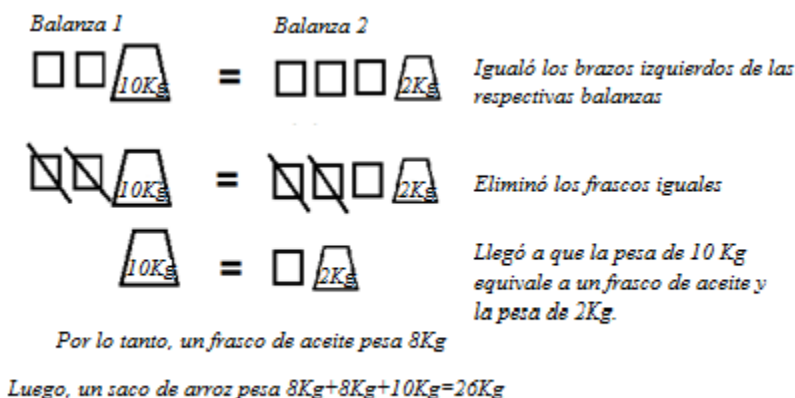 Balanza 1 Balanza 2
10Kg = 2Kg
Igualó los brazos izquierdos de las
respectivas balanzas
10Kg = 2Kg
Eliminó los frascos iguales
10Kg = 2Kg
Llegó a que la pesa de 10 Kg
equivale a un frasco de aceite y
la pesa de 2Kg.
Por lo tanto, un frasco de aceite pesa 8Kg
Luego, un saco de arroz pesa 8Kg+8Kg+10Kg=26Kg